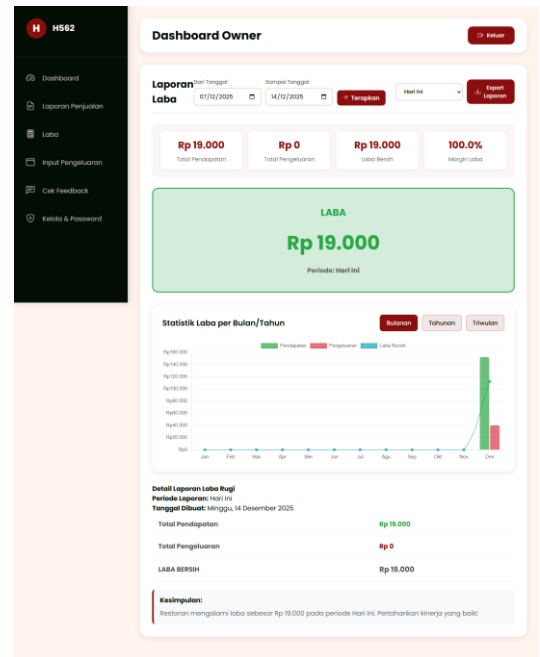 H H562
Dashboard
Laporan Penjualan
Laba
Input Pengeluaran
Cek Feedback
Kelola & Password
Dashboard Owner
Keluar
Laporan Laba
Dari Tanggal
07/12/2025
Sampai Tanggal
14/12/2025
Terapkan
Hari Ini
Export Laporan
Rp 19.000
Total Pendapatan
Rp 0
Total Pengeluaran
Rp 19.000
Laba Bersih
100.0%
Margin Laba
LABA
Rp 19.000
Periode: Hari Ini
Statistik Laba per Bulan/Tahun
Bulanan Tahunan Triwulan
Pendapatan Pengeluaran Laba Bersih
Rp160.000
Rp140.000
Rp120.000
Rp100.000
Rp80.000
Rp60.000
Rp40.000
Rp20.000
Rp0
Jan Feb Mar Apr Mei Jun Jul Agu Sep Okt Nov Des
Detail Laporan Laba Rugi
Periode Laporan: Hari Ini
Tanggal Dibuat: Minggu, 14 Desember 2025
Total Pendapatan Rp 19.000
Total Pengeluaran Rp 0
LABA BERSIH Rp 19.000
Kesimpulan:
Restoran mengalami laba sebesar Rp 19.000 pada periode Hari Ini. Pertahankan kinerja yang baik!